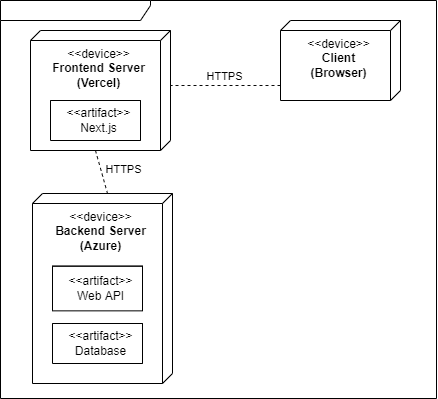 <<device>>
Frontend Server
(Vercel)
<<artifact>>
Next.js
HTTPS
<<device>>
Client
(Browser)
HTTPS
<<device>>
Backend Server
(Azure)
<<artifact>>
Web API
<<artifact>>
Database